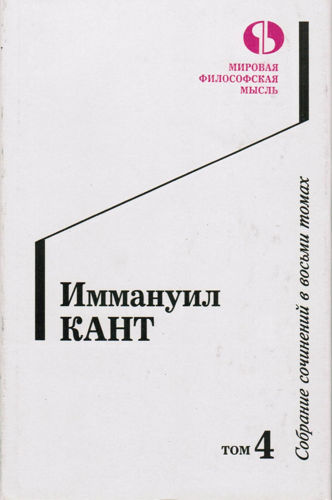 МИРОВАЯ
ФИЛОСОФСКАЯ
МЫСЛЬ
Иммануил
КАНТ
Собрание сочинений в восьми томах
том 4